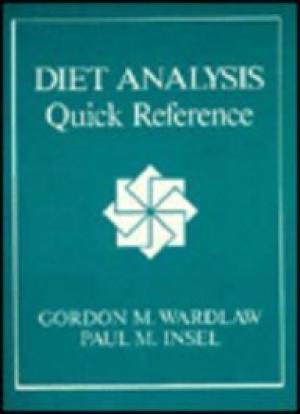 DIET ANALYSIS
Quick Reference
GORDON M. WARDLAW
PAUL M. INSEL